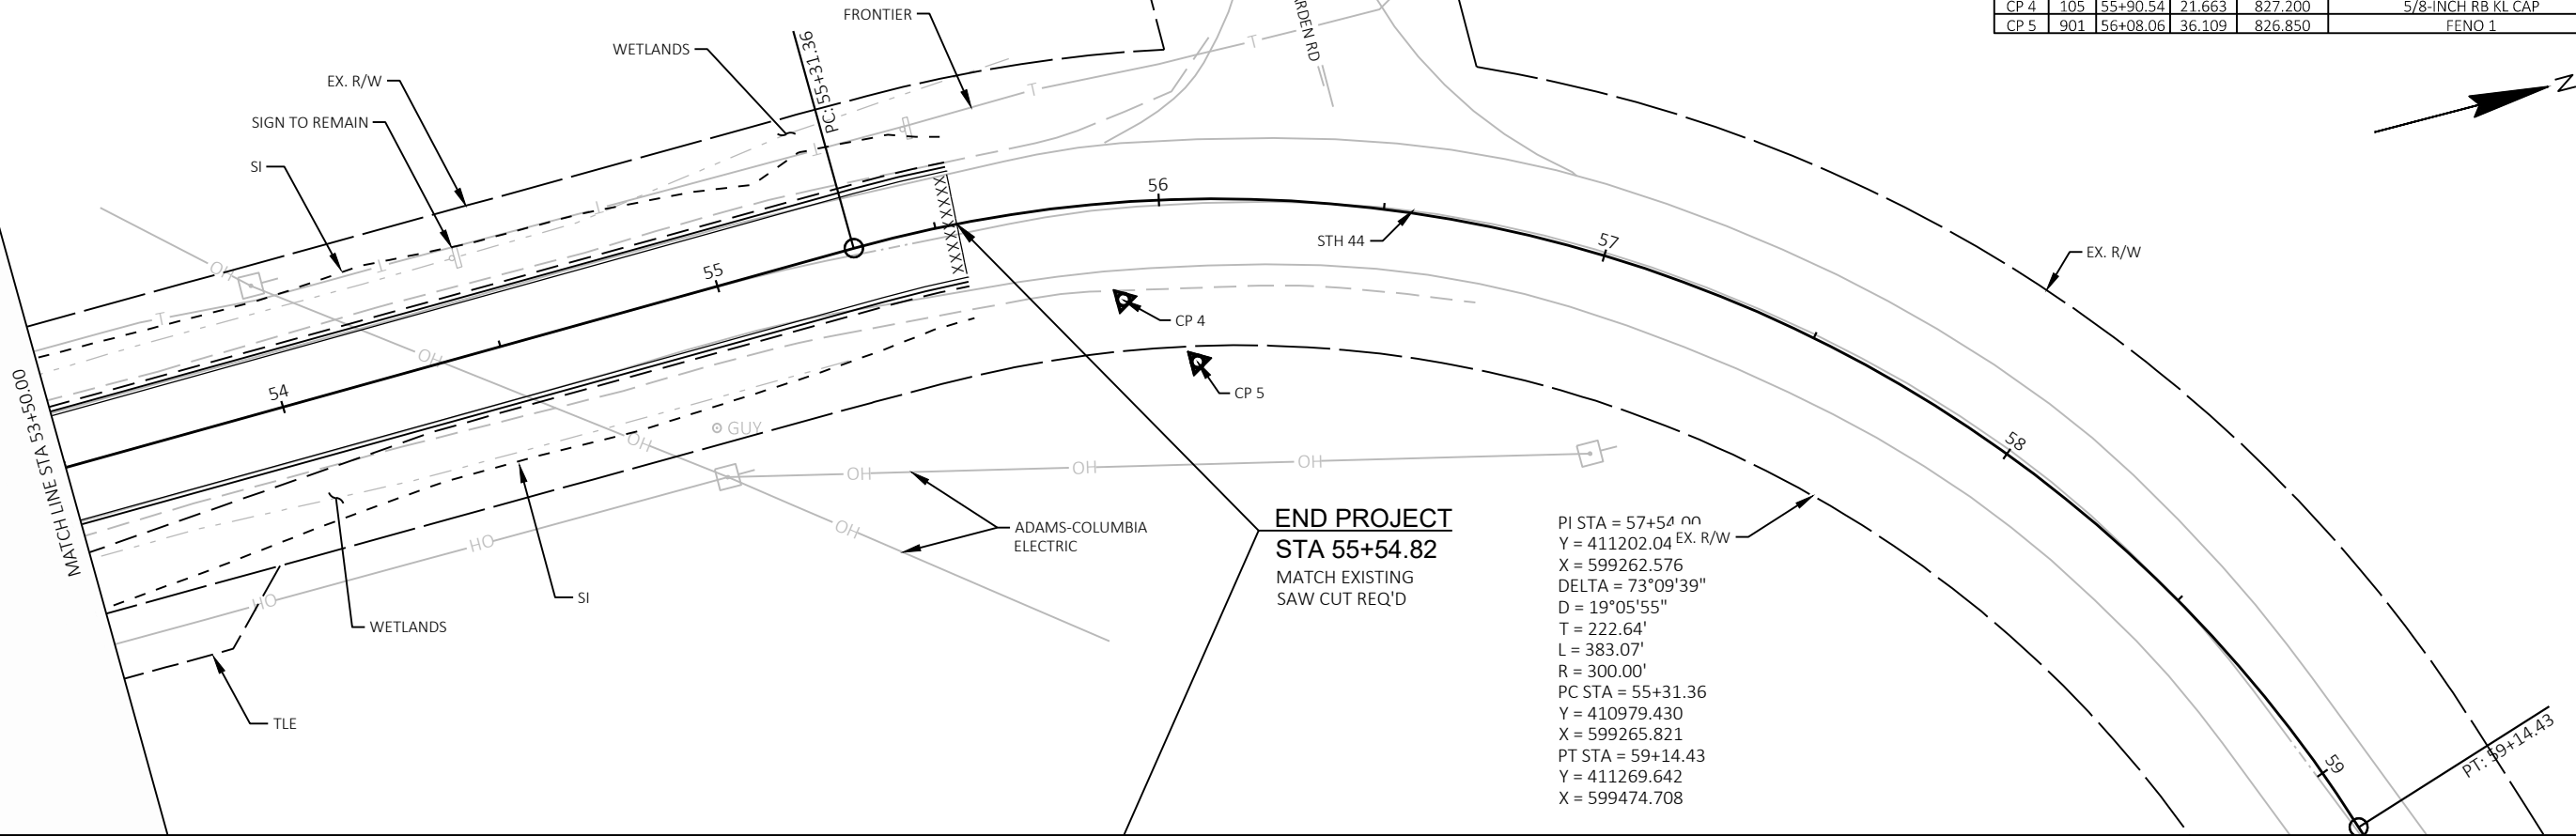 CP 4 105 55+90.54 21.663 827.200 5/8-INCH RB KL CAP
CP 5 901 56+08.06 36.109 826.850 FENO 1
FRONTIER
WETLANDS
EX. R/W
SIGN TO REMAIN
SI
PC: 55+31.36
RD
N
T
T
T
T
T
T
OH
OH
OH
OH
OH
OH
OH
HO
HO
XXXXXXXXX
54
55
56
57
58
59
STH 44
EX. R/W
CP 4
CP 5
GUY
MATCH LINE STA 53+50.00
ADAMS-COLUMBIA
ELECTRIC
END PROJECT
STA 55+54.82
MATCH EXISTING
SAW CUT REQ'D
SI
WETLANDS
TLE
EX. R/W
PI STA = 57+54.00
Y = 411202.04
X = 599262.576
DELTA = 73°09'39"
D = 19°05'55"
T = 222.64'
L = 383.07'
R = 300.00'
PC STA = 55+31.36
Y = 410979.430
X = 599265.821
PT STA = 59+14.43
Y = 411269.642
X = 599474.708
PT: 59+14.43